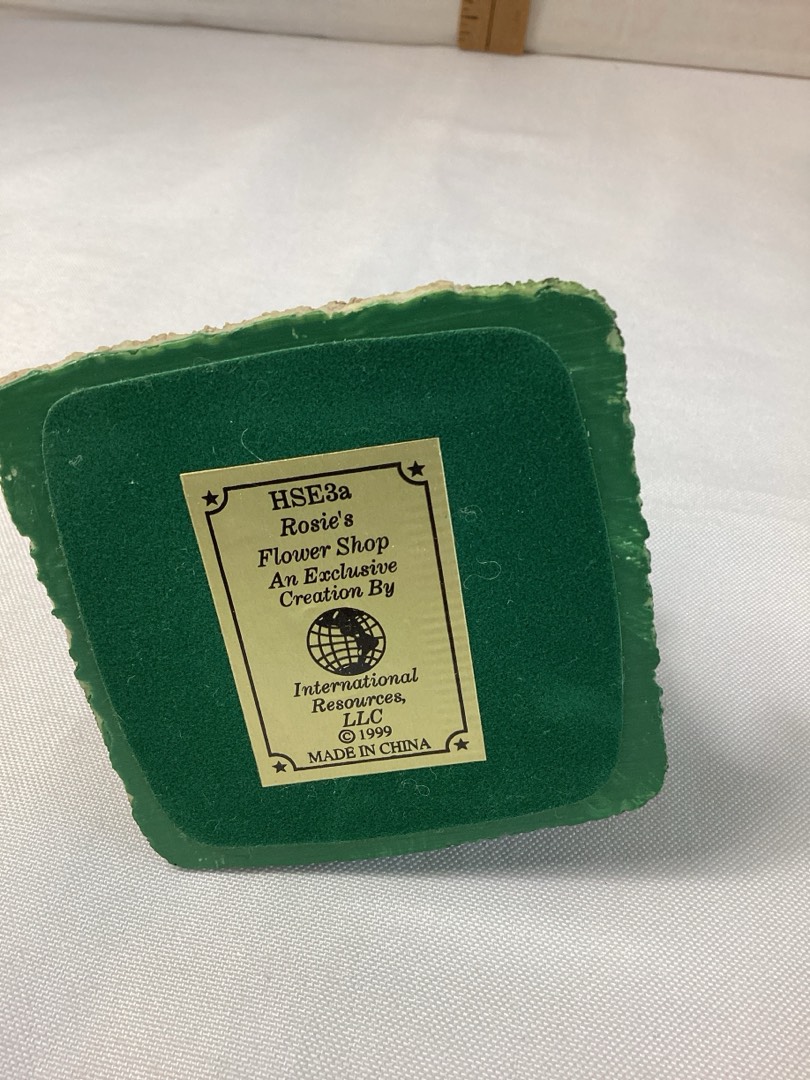 HSE3a
Rosie's
Flower Shop
An Exclusive
Creation By
International
Resources,
LLC
© 1999
MADE IN CHINA